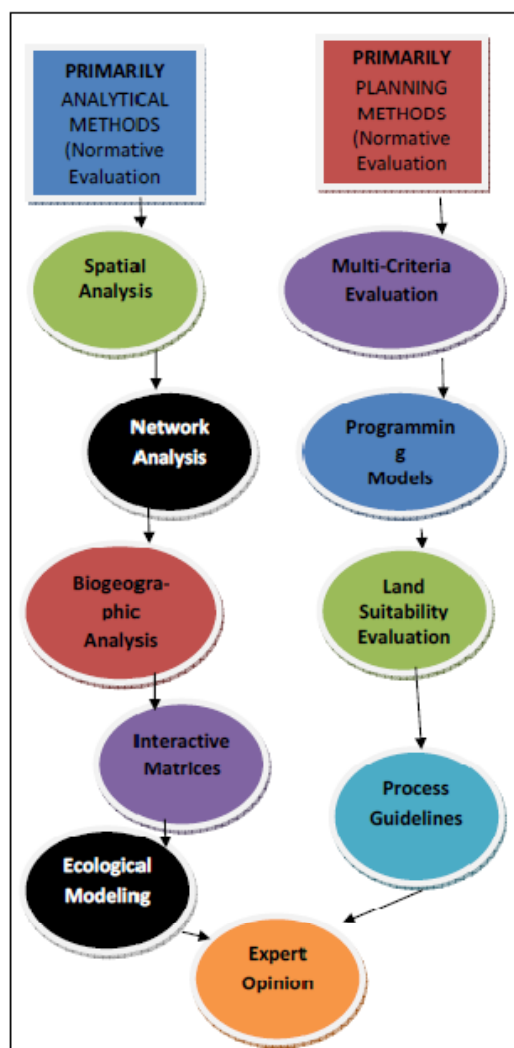 PRIMARILY
ANALYTICAL
METHODS
(Normative
Evaluation
Spatial
Analysis
Network
Analysis
Biogeogra-
phic
Analysis
Interactive
Matrices
Ecological
Modeling
PRIMARILY
PLANNING
METHODS
(Normative
Evaluation
Multi-Criteria
Evaluation
Programmin
g
Models
Land
Suitability
Evaluation
Process
Guidelines
Expert
Opinion